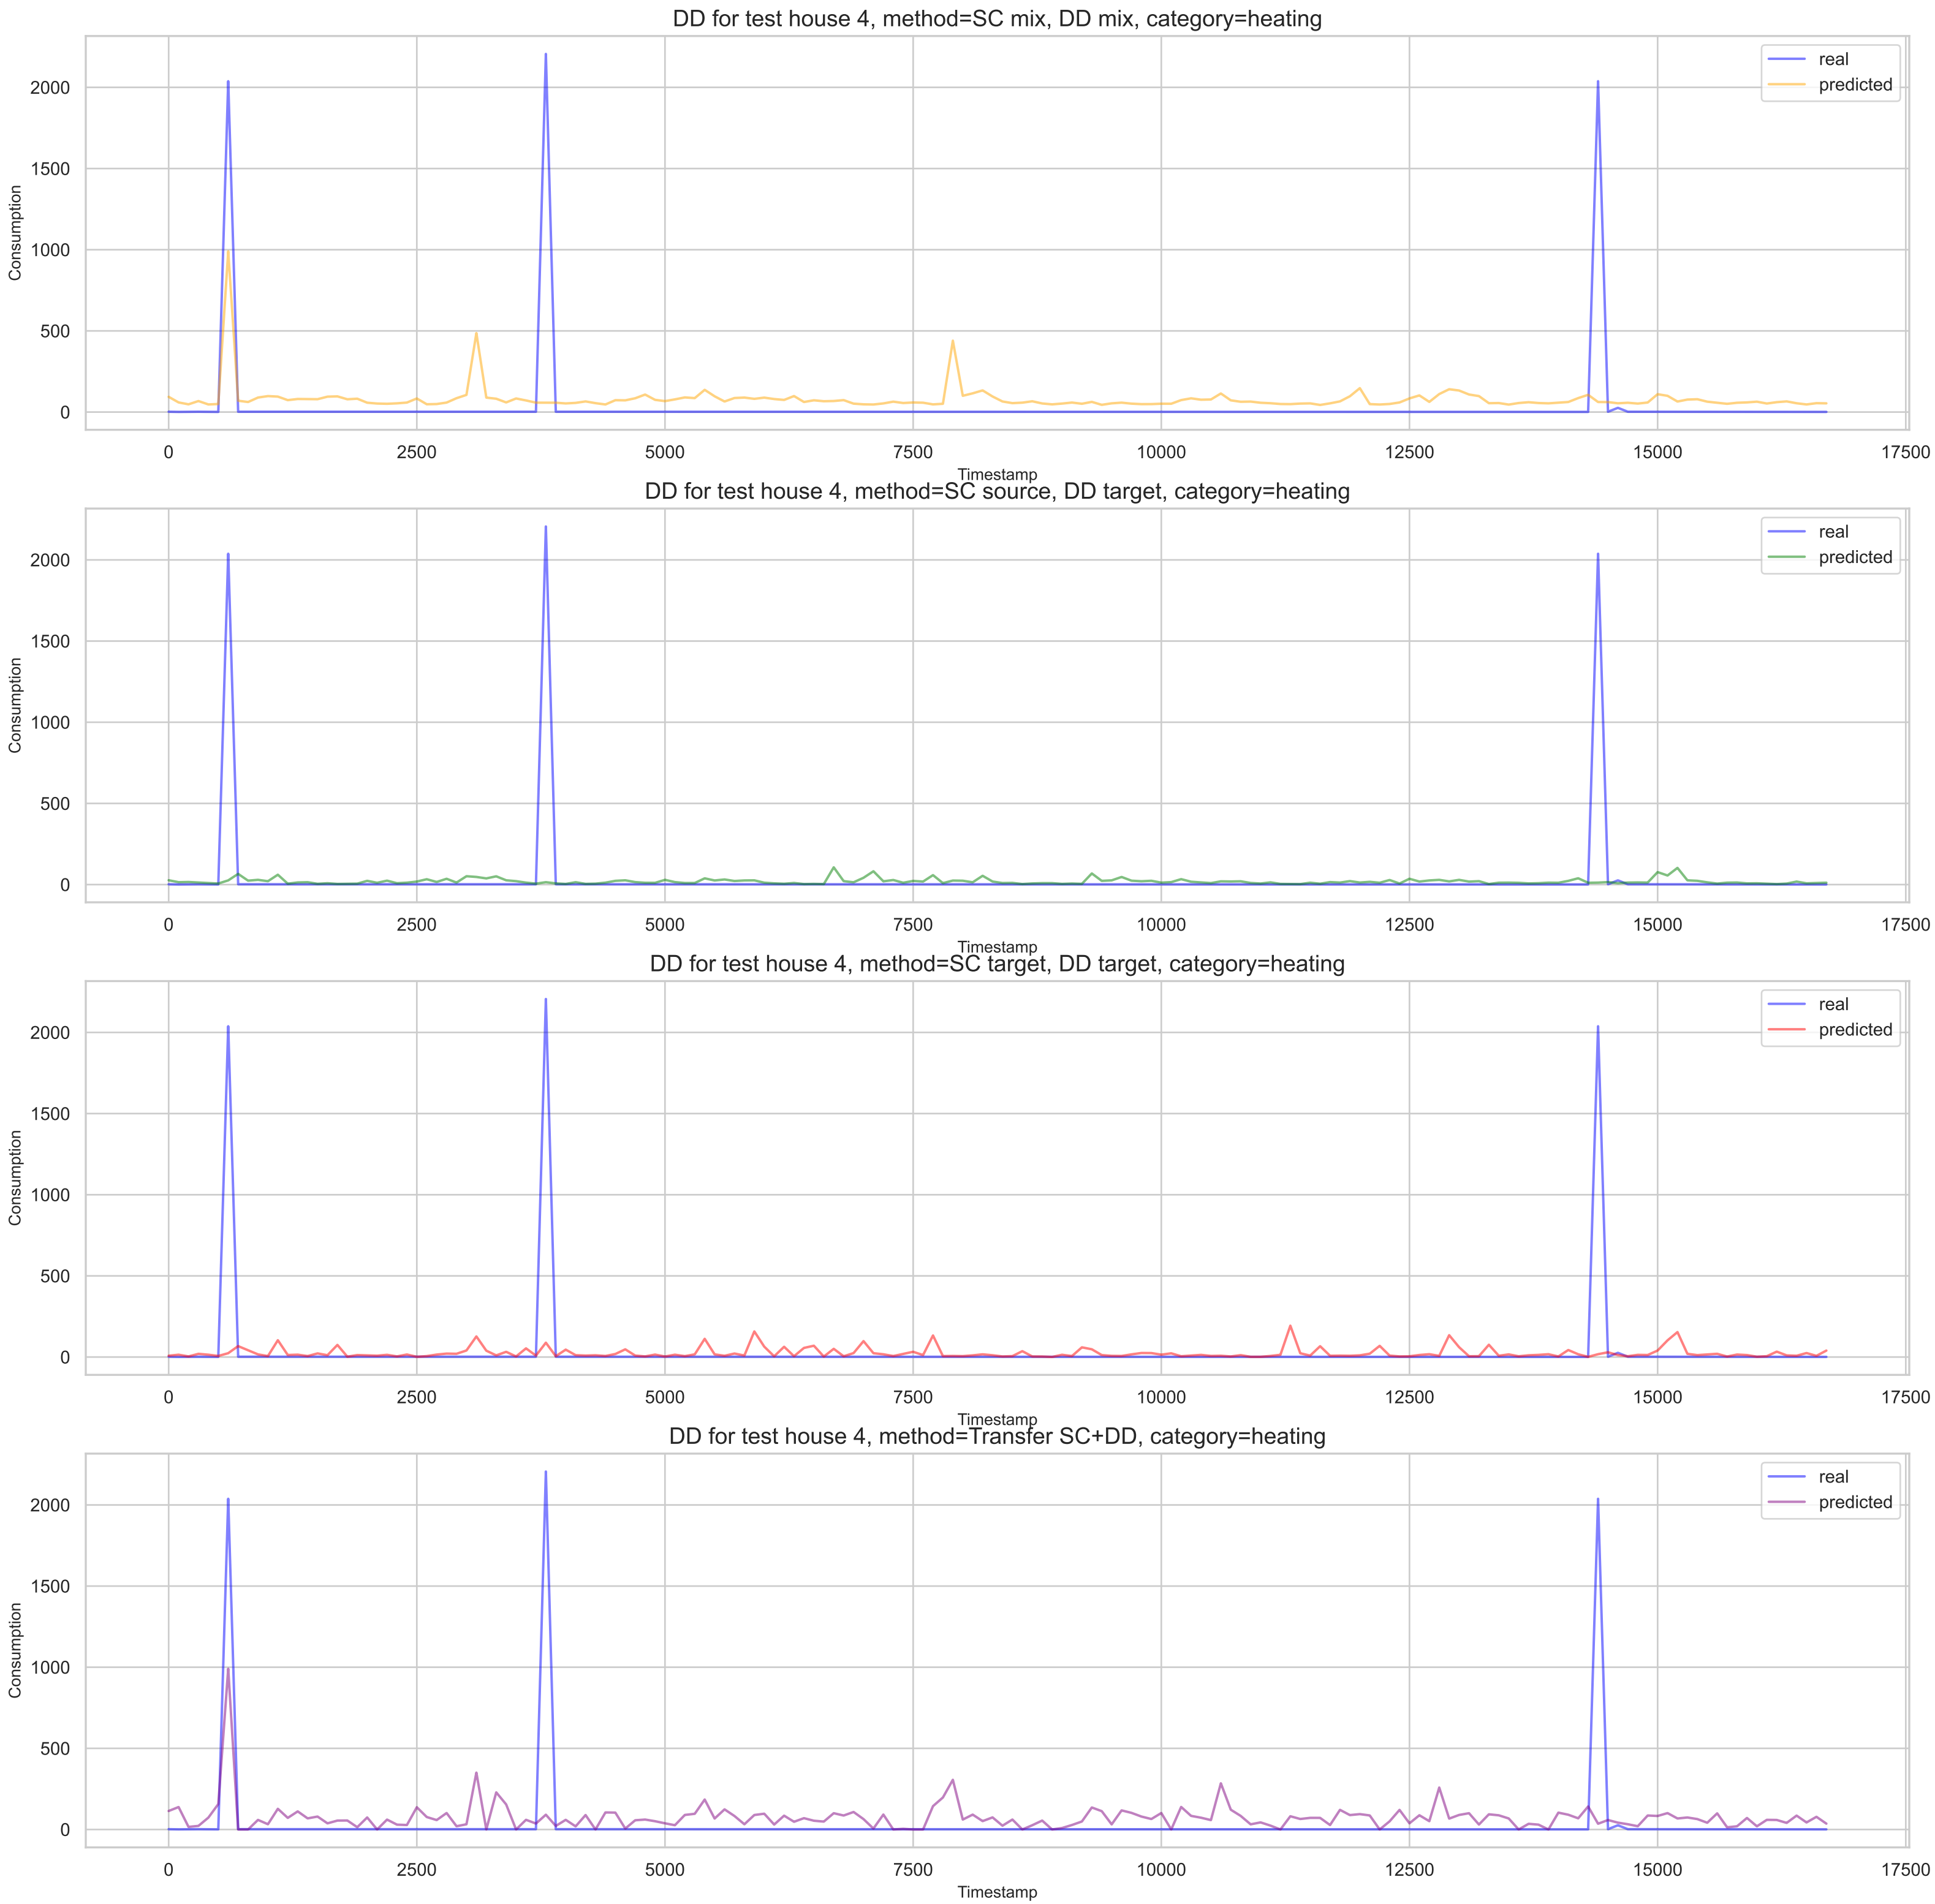 DD for test house 4, method=SC mix, DD mix, category=heating
real
predicted
Consumption
2000
1500
1000
500
0
0 2500 5000 7500 10000 12500 15000 17500
Timestamp
DD for test house 4, method=SC source, DD target, category=heating
real
predicted
Consumption
2000
1500
1000
500
0
0 2500 5000 7500 10000 12500 15000 17500
Timestamp
DD for test house 4, method=SC target, DD target, category=heating
real
predicted
Consumption
2000
1500
1000
500
0
0 2500 5000 7500 10000 12500 15000 17500
Timestamp
DD for test house 4, method=Transfer SC+DD, category=heating
real
predicted
Consumption
2000
1500
1000
500
0
0 2500 5000 7500 10000 12500 15000 17500
Timestamp